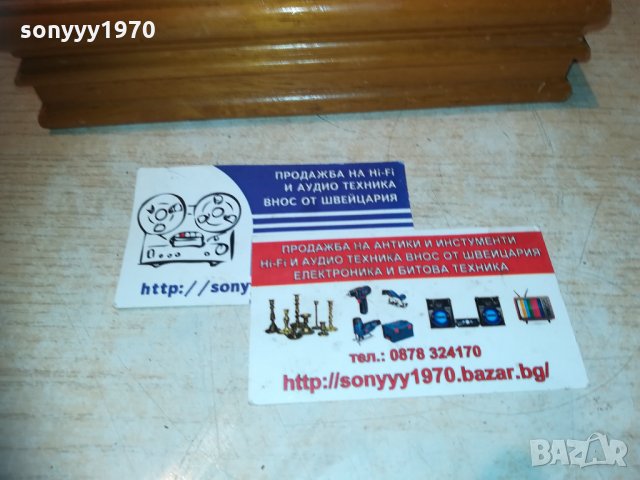 sonyyy1970
ПРОДАЖБА НА Hi-Fi
И АУДИО ТЕХНИКА
ВНОС ОТ ШВЕЙЦАРИЯ
http://sony
ПРОДАЖБА НА АНТИКИ И ИНСТУМЕНТИ
Hi-Fi И АУДИО ТЕХНИКА ВНОС ОТ ШВЕЙЦАРИЯ
ЕЛЕКТРОНИКА И БИТОВА ТЕХНИКА
тел.: 0878 324170
http://sonyyy1970.bazar.bg/
BAZAR